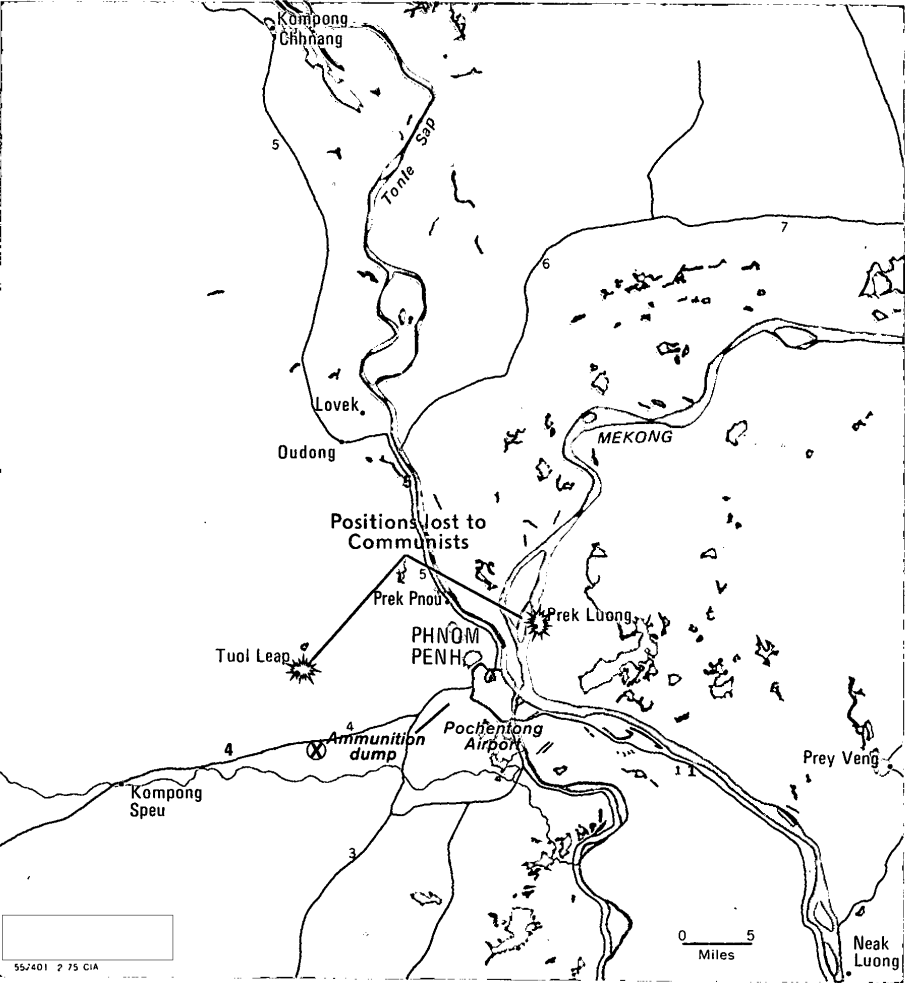 Kompong
Chhnang
5
Tonle Sap
7
6
Lovek
MEKONG
Oudong
5
Positions lost to
Communists
5
Prek Pnou
Prek Luong
PHNOM
PENH
Tuol Leap
4
4
Ammunition
dump
Pochentong
Airport
Prey Veng
1
Kompong
Speu
3
0 5
Miles
Neak
Luong
2 75 CIA